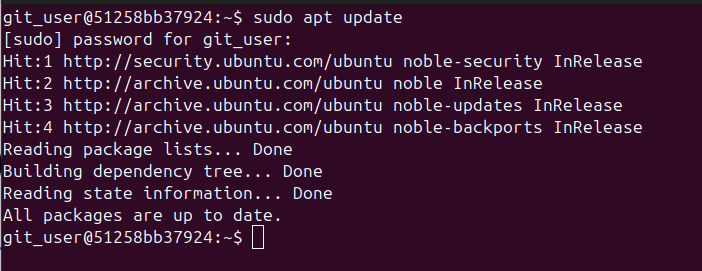 git_user@51258bb37924:~$ sudo apt update
[sudo] password for git_user:
Hit:1 http://security.ubuntu.com/ubuntu noble-security InRelease
Hit:2 http://archive.ubuntu.com/ubuntu noble InRelease
Hit:3 http://archive.ubuntu.com/ubuntu noble-updates InRelease
Hit:4 http://archive.ubuntu.com/ubuntu noble-backports InRelease
Reading package lists... Done
Building dependency tree... Done
Reading state information... Done
All packages are up to date.
git_user@51258bb37924:~$